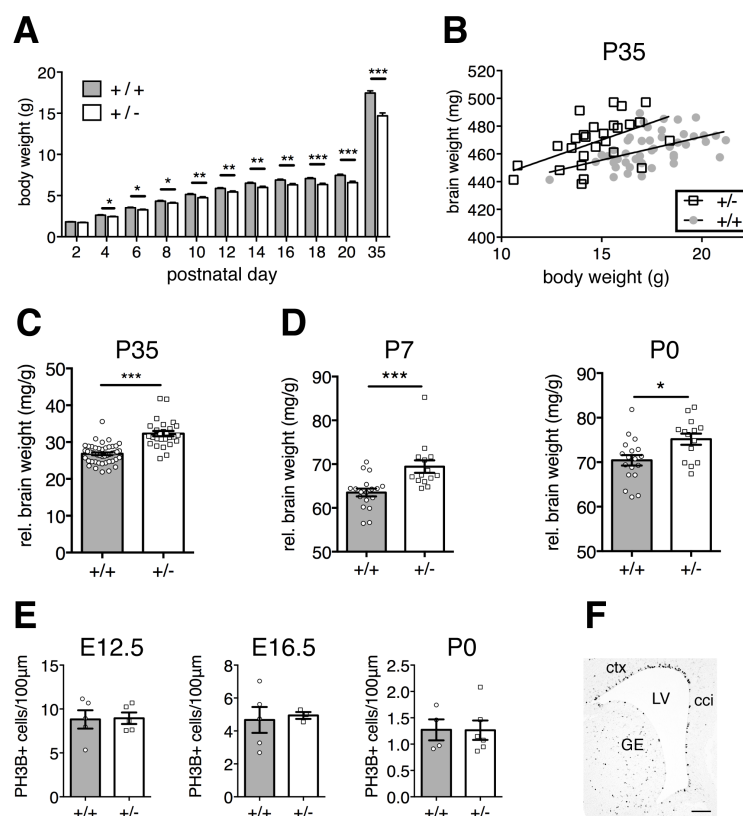 A
body weight (g)
20
15
10
5
0
+/+
+/-
*
*
*
**
**
**
**
***
***
***
2 4 6 8 10 12 14 16 18 20 35
postnatal day
B
P35
brain weight (mg)
520
500
480
460
440
420
400
+/-
+/+
10 15 20
body weight (g)
C
P35
rel. brain weight (mg/g)
50
40
30
20
10
0
***
+/+ +/-
D
P7
rel. brain weight (mg/g)
90
80
70
60
50
***
+/+ +/-
P0
rel. brain weight (mg/g)
90
80
70
60
50
*
+/+ +/-
E
E12.5
PH3B+ cells/100µm
15
10
5
0
+/+ +/-
E16.5
PH3B+ cells/100µm
8
6
4
2
0
+/+ +/-
P0
PH3B+ cells/100µm
2.5
2.0
1.5
1.0
0.5
0.0
+/+ +/-
F
ctx
LV
cci
GE